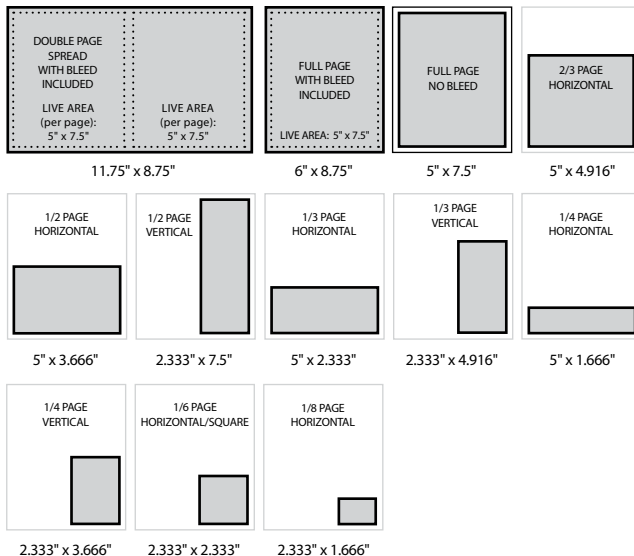 DOUBLE PAGE
SPREAD
WITH BLEED
INCLUDED
LIVE AREA
(per page):
5" x 7.5"
LIVE AREA
(per page):
5" x 7.5"
11.75" x 8.75"
FULL PAGE
WITH BLEED
INCLUDED
LIVE AREA: 5" x 7.5"
6" x 8.75"
FULL PAGE
NO BLEED
5" x 7.5"
2/3 PAGE
HORIZONTAL
5" x 4.916"
1/2 PAGE
HORIZONTAL
5" x 3.666"
1/2 PAGE
VERTICAL
2.333" x 7.5"
1/3 PAGE
HORIZONTAL
5" x 2.333"
1/3 PAGE
VERTICAL
2.333" x 4.916"
1/4 PAGE
HORIZONTAL
5" x 1.666"
1/4 PAGE
VERTICAL
2.333" x 3.666"
1/6 PAGE
HORIZONTAL/SQUARE
2.333" x 2.333"
1/8 PAGE
HORIZONTAL
2.333" x 1.666"